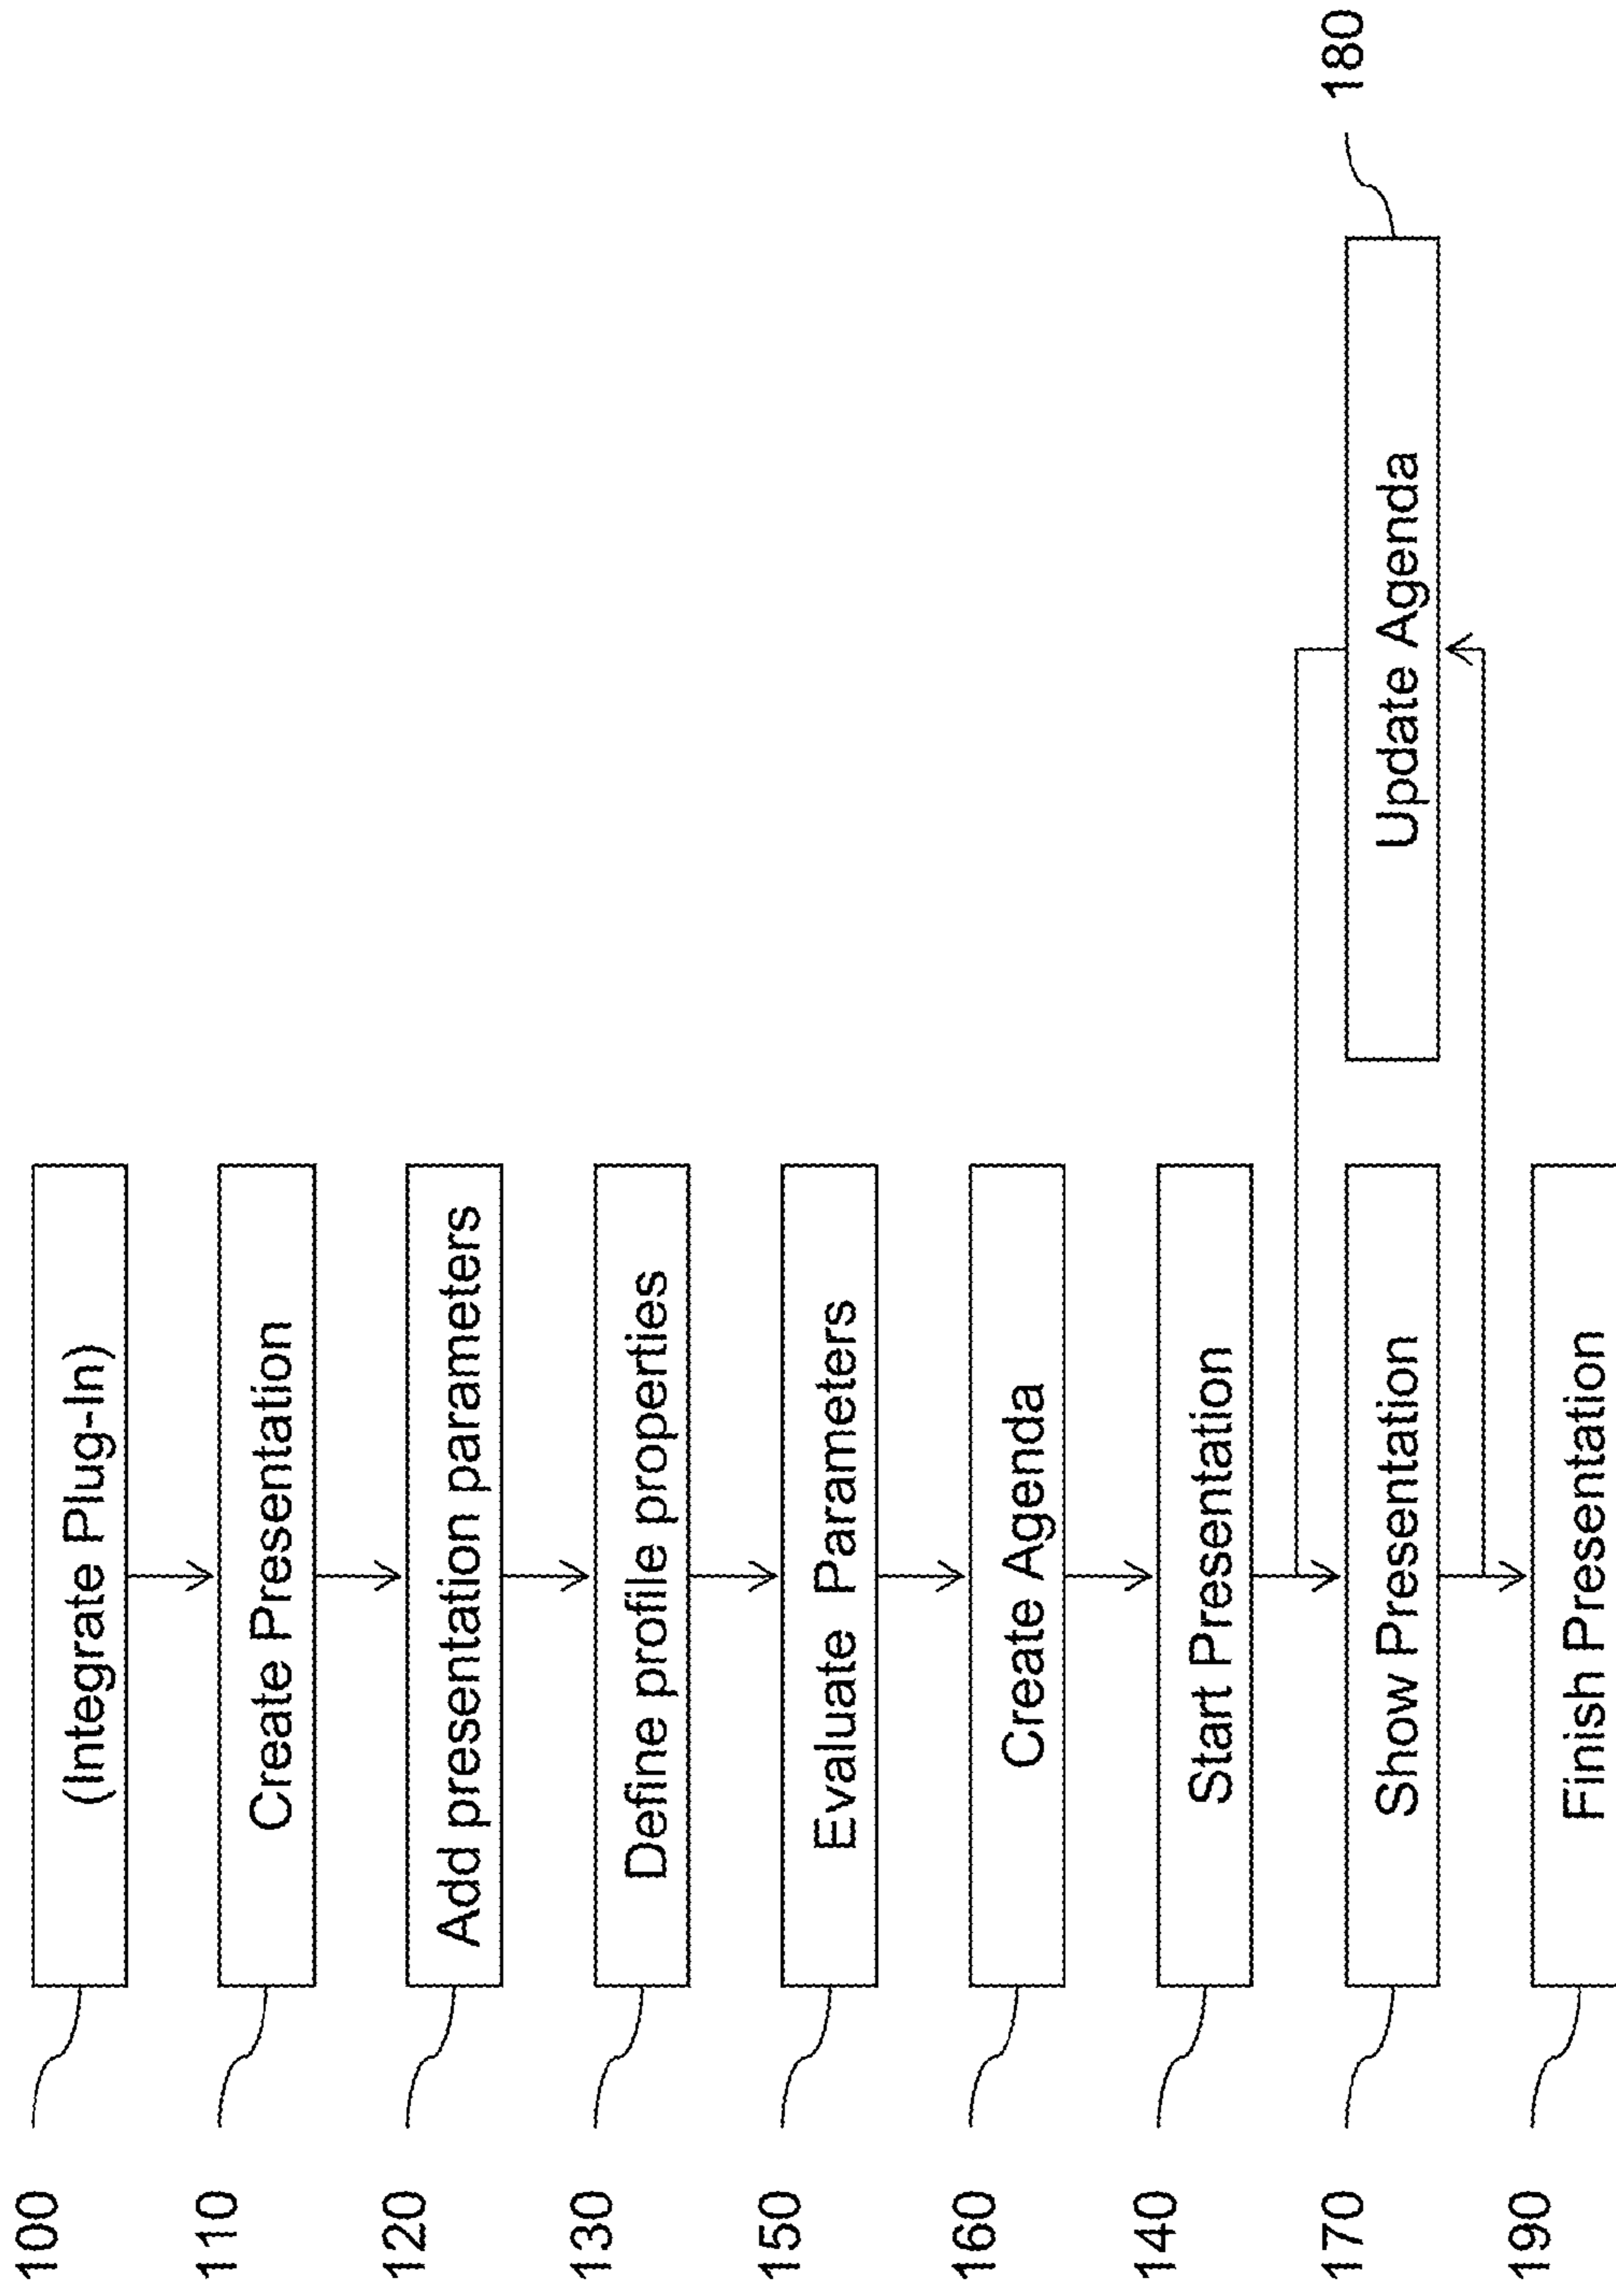 100
(Integrate Plug-In)
110
Create Presentation
120
Add presentation parameters
130
Define profile properties
150
Evaluate Parameters
160
Create Agenda
140
Start Presentation
170
Show Presentation
Update Agenda
180
190
Finish Presentation